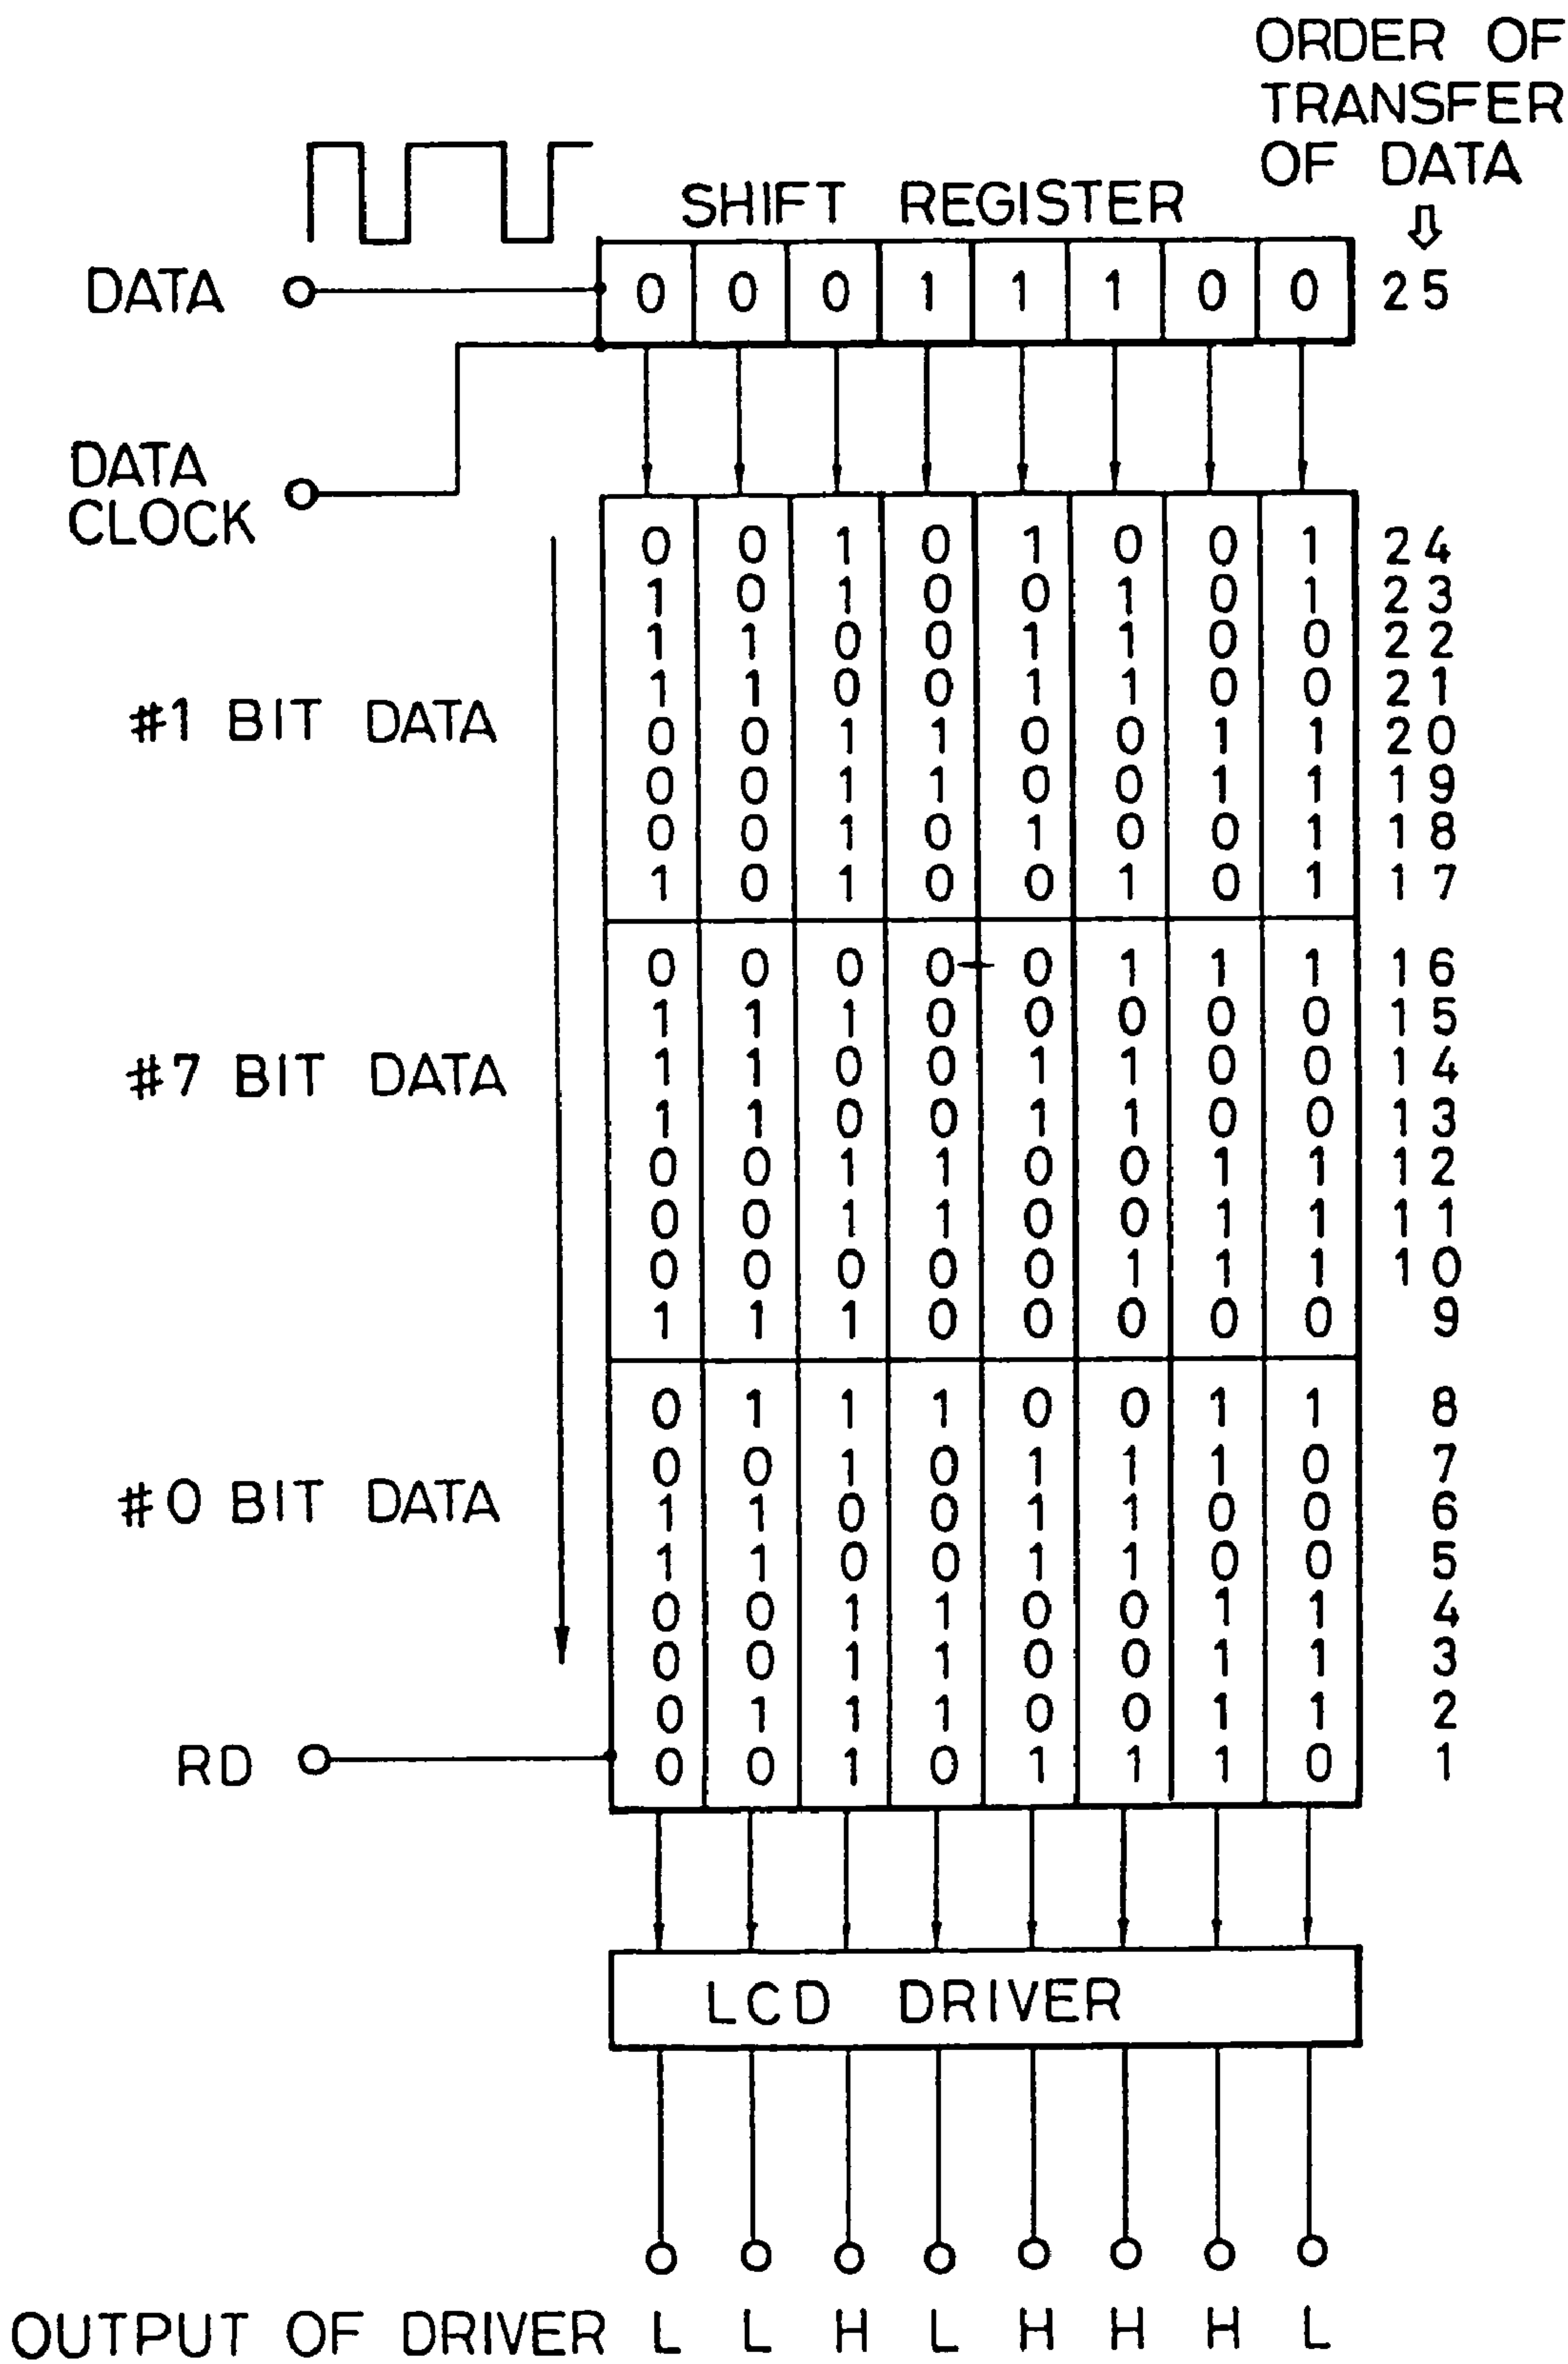 ORDER OF
TRANSFER
OF DATA
SHIFT REGISTER
DATA 0 0 0 1 1 1 0 0 25
DATA
CLOCK
0 0 1 0 1 0 0 1 24
1 0 1 0 0 1 0 1 23
1 1 0 0 1 1 0 0 22
1 1 0 0 1 1 0 0 21
#1 BIT DATA
0 0 1 1 0 0 1 1 20
0 0 1 1 0 0 1 1 19
0 0 1 0 1 0 0 1 18
1 0 1 0 0 1 0 1 17
0 0 0 0 0 1 1 1 16
1 1 1 0 0 0 0 0 15
#7 BIT DATA 1 1 0 0 1 1 0 0 14
1 1 0 0 1 1 0 0 13
0 0 1 1 0 0 1 1 12
0 0 1 1 0 0 1 1 11
0 0 0 0 0 1 1 1 10
1 1 1 0 0 0 0 0 9
0 1 1 1 0 0 1 1 8
0 0 1 0 1 1 1 0 7
#0 BIT DATA 1 1 0 0 1 1 0 0 6
1 1 0 0 1 1 0 0 5
0 0 1 1 0 0 1 1 4
0 0 1 1 0 0 1 1 3
0 1 1 1 0 0 1 1 2
RD 0 0 1 0 1 1 1 0 1
LCD DRIVER
OUTPUT OF DRIVER L L H L H H H L